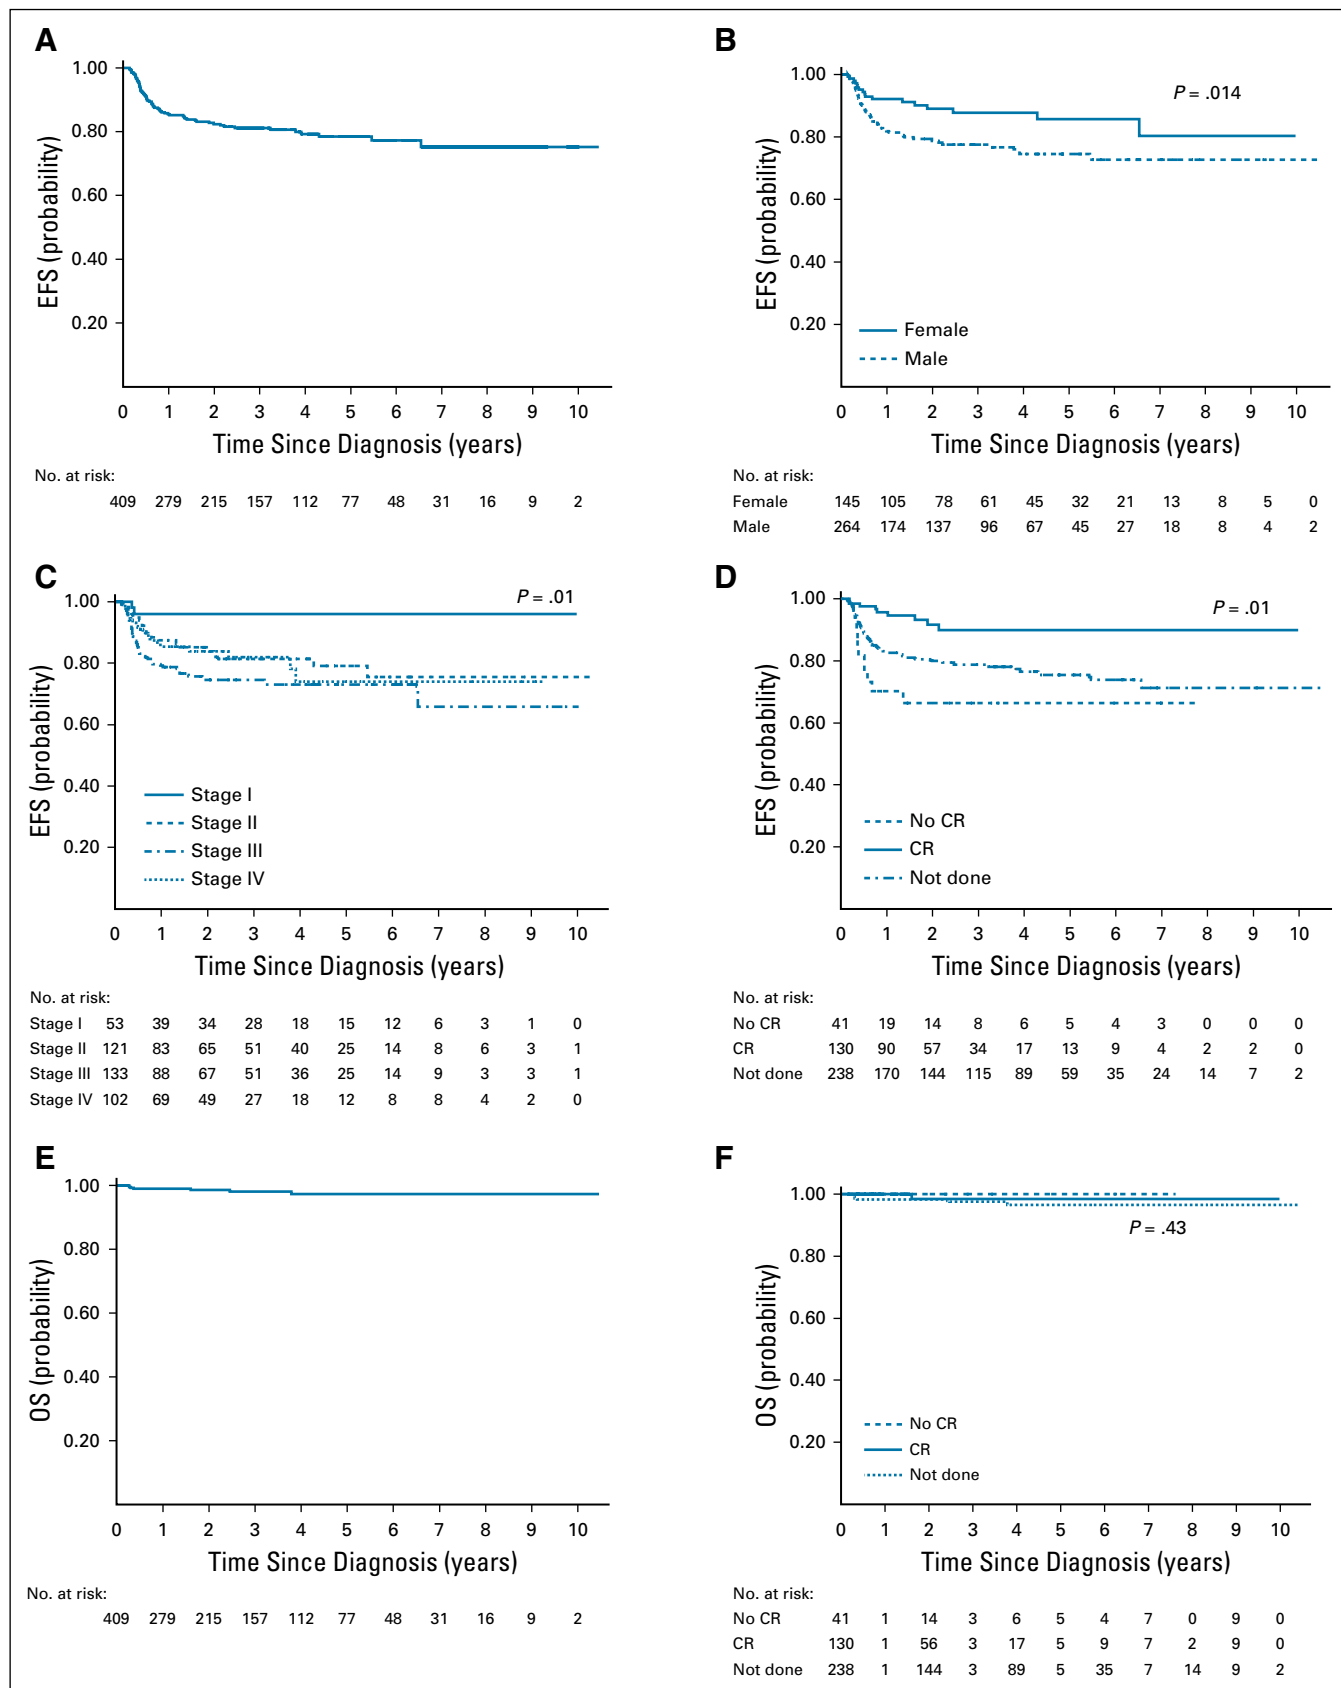 A
1.00
0.80
0.60
0.40
0.20
EFS (probability)
0 1 2 3 4 5 6 7 8 9 10
Time Since Diagnosis (years)
No. at risk:
409 279 215 157 112 77 48 31 16 9 2
B
1.00
0.80
0.60
0.40
0.20
EFS (probability)
P = .014
Female
Male
0 1 2 3 4 5 6 7 8 9 10
Time Since Diagnosis (years)
No. at risk:
Female 145 105 78 61 45 32 21 13 8 5 0
Male 264 174 137 96 67 45 27 18 8 4 2
C
1.00
0.80
0.60
0.40
0.20
EFS (probability)
P = .01
Stage I
Stage II
Stage III
Stage IV
0 1 2 3 4 5 6 7 8 9 10
Time Since Diagnosis (years)
No. at risk:
Stage I 53 39 34 28 18 15 12 6 3 1 0
Stage II 121 83 65 51 40 25 14 8 6 3 1
Stage III 133 88 67 51 36 25 14 9 3 3 1
Stage IV 102 69 49 27 18 12 8 8 4 2 0
D
1.00
0.80
0.60
0.40
0.20
EFS (probability)
P = .01
No CR
CR
Not done
0 1 2 3 4 5 6 7 8 9 10
Time Since Diagnosis (years)
No. at risk:
No CR 41 19 14 8 6 5 4 3 0 0 0
CR 130 90 57 34 17 13 9 4 2 2 0
Not done 238 170 144 115 89 59 35 24 14 7 2
E
1.00
0.80
0.60
0.40
0.20
OS (probability)
0 1 2 3 4 5 6 7 8 9 10
Time Since Diagnosis (years)
No. at risk:
409 279 215 157 112 77 48 31 16 9 2
F
1.00
0.80
0.60
0.40
0.20
OS (probability)
P = .43
No CR
CR
Not done
0 1 2 3 4 5 6 7 8 9 10
Time Since Diagnosis (years)
No. at risk:
No CR 41 1 14 3 6 5 4 7 0 9 0
CR 130 1 56 3 17 5 9 7 2 9 0
Not done 238 1 144 3 89 5 35 7 14 9 2